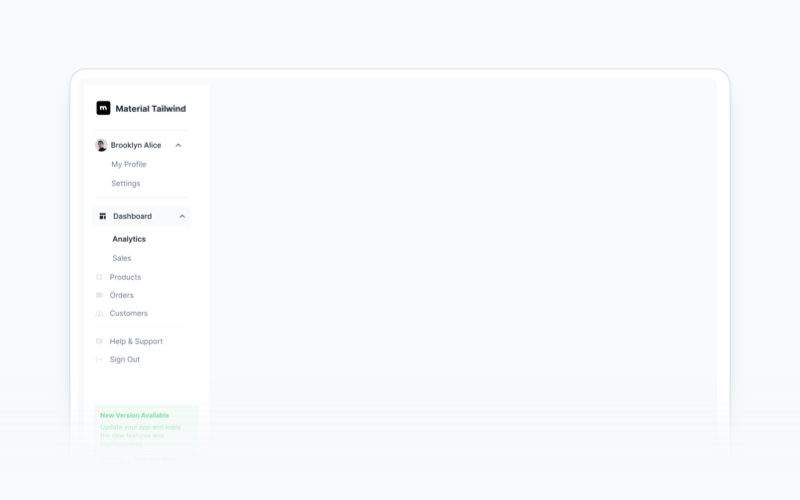 Material Tailwind
Brooklyn Alice
My Profile
Settings
Dashboard
Analytics
Sales
Products
Orders
Customers
Help & Support
Sign Out
New Version Available
Update your app and enjoy
the new features and